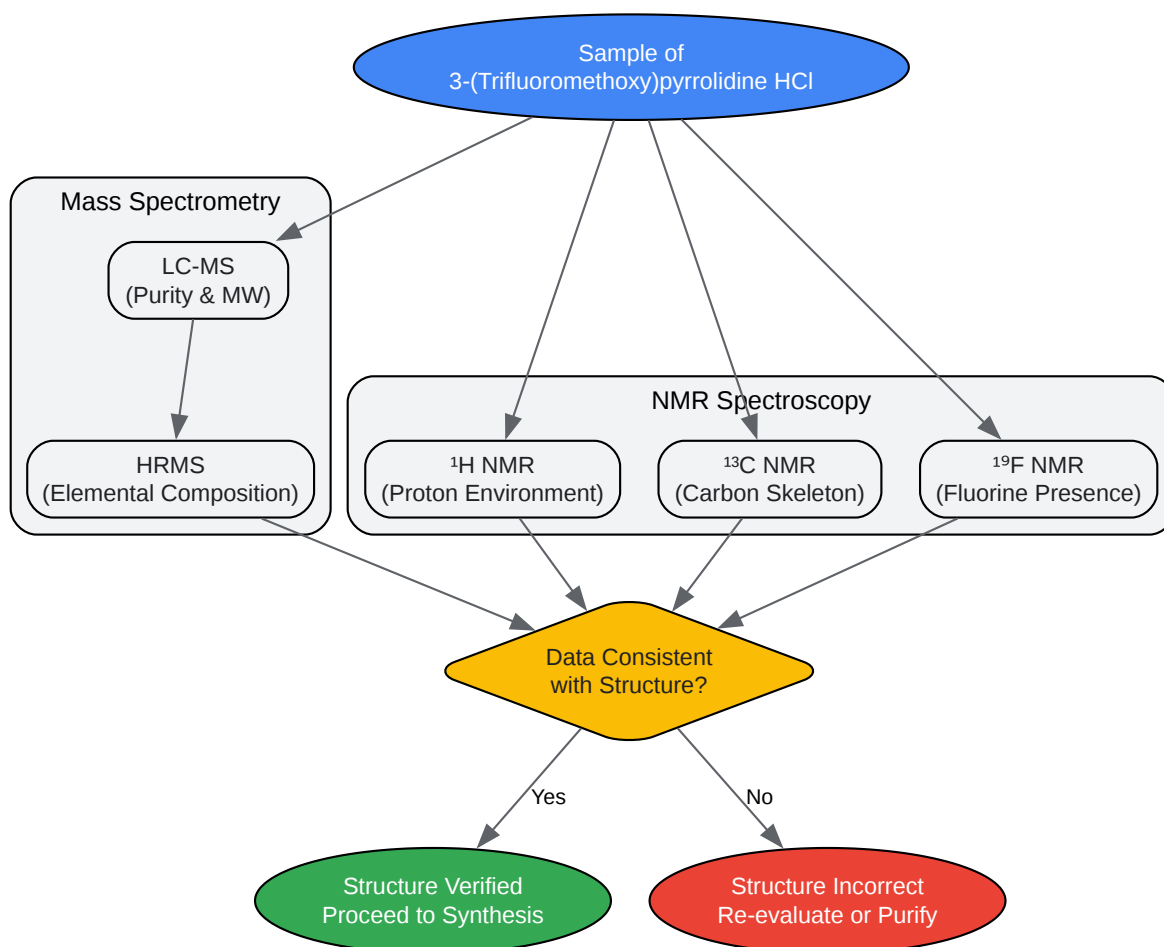 Sample of
3-(Trifluoromethoxy)pyrrolidine HCl
Mass Spectrometry
LC-MS
(Purity & MW)
NMR Spectroscopy
HRMS
(Elemental Composition)
¹H NMR
(Proton Environment)
¹³C NMR
(Carbon Skeleton)
¹⁹F NMR
(Fluorine Presence)
Data Consistent
with Structure?
Yes
No
Structure Verified
Proceed to Synthesis
Structure Incorrect
Re-evaluate or Purify